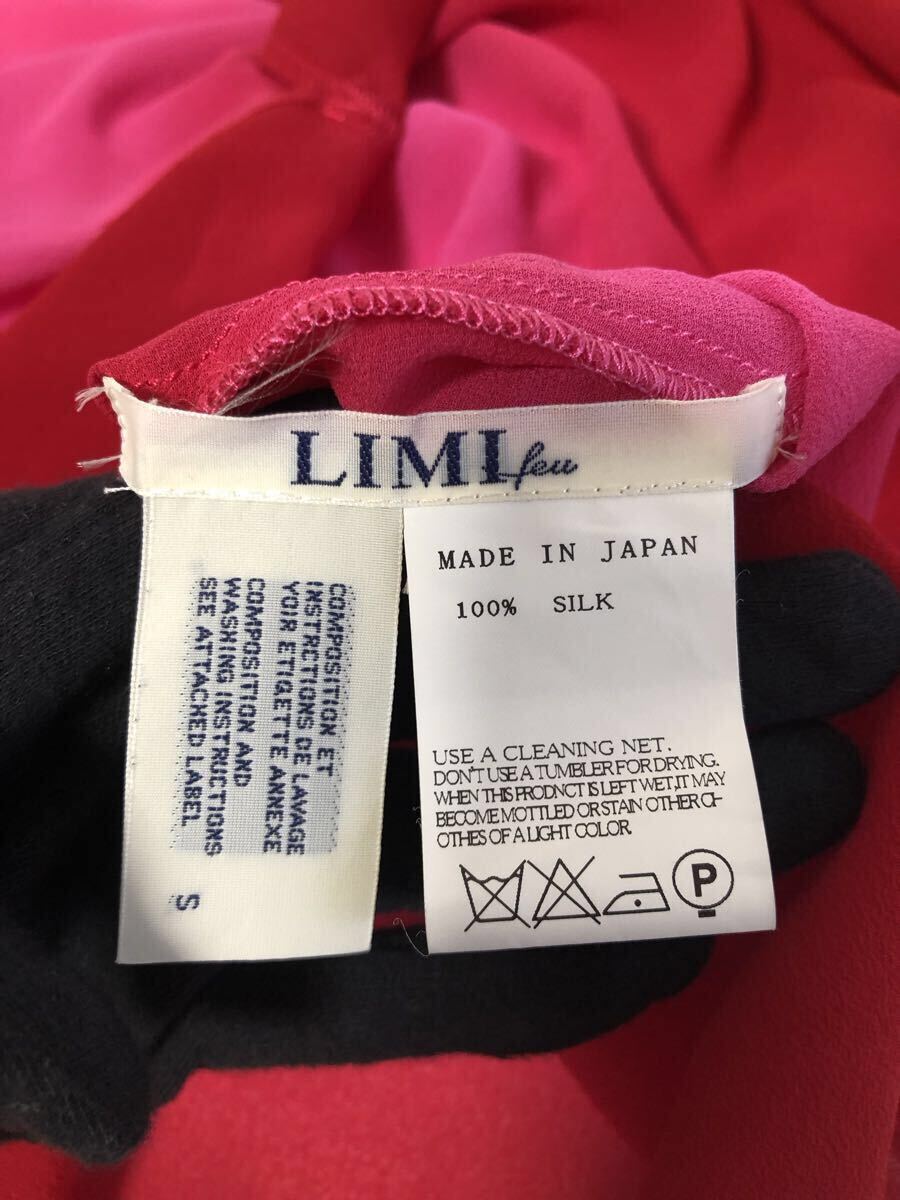 LIMI feu
COMPOSITION ET
INSTRCTIONS DE LAVAGE
VOIR ETIGETTE ANNEXE
COMPOSITION AND
WASHING INSTRUCTIONS
SEE ATTACHED LABEL
S
MADE IN JAPAN
100% SILK
USE A CLEANING NET.
DON'T USE A TUMBLER FOR DRYING.
WHEN THIS PRODNCT IS LEFT WET,IT MAY
BECOME MOTTLED OR STAIN OTHER Cl-
OTHES OF A LIGHT COLOR.
P